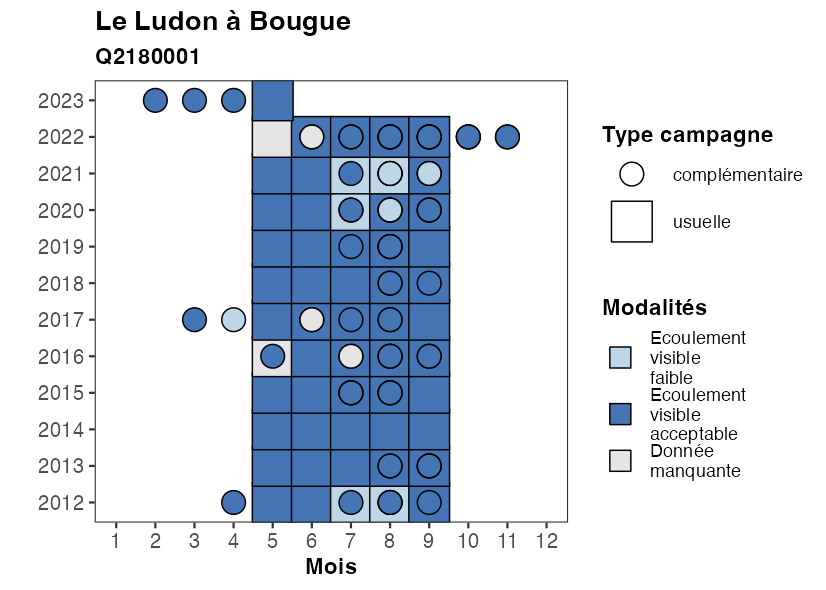 Le Ludon à Bougue
Q2180001
2023
2022
2021
2020
2019
2018
2017
2016
2015
2014
2013
2012
1 2 3 4 5 6 7 8 9 10 11 12
Mois
Type campagne
complémentaire
usuelle
Modalités
Ecoulement
visible
faible
Ecoulement
visible
acceptable
Donnée
manquante